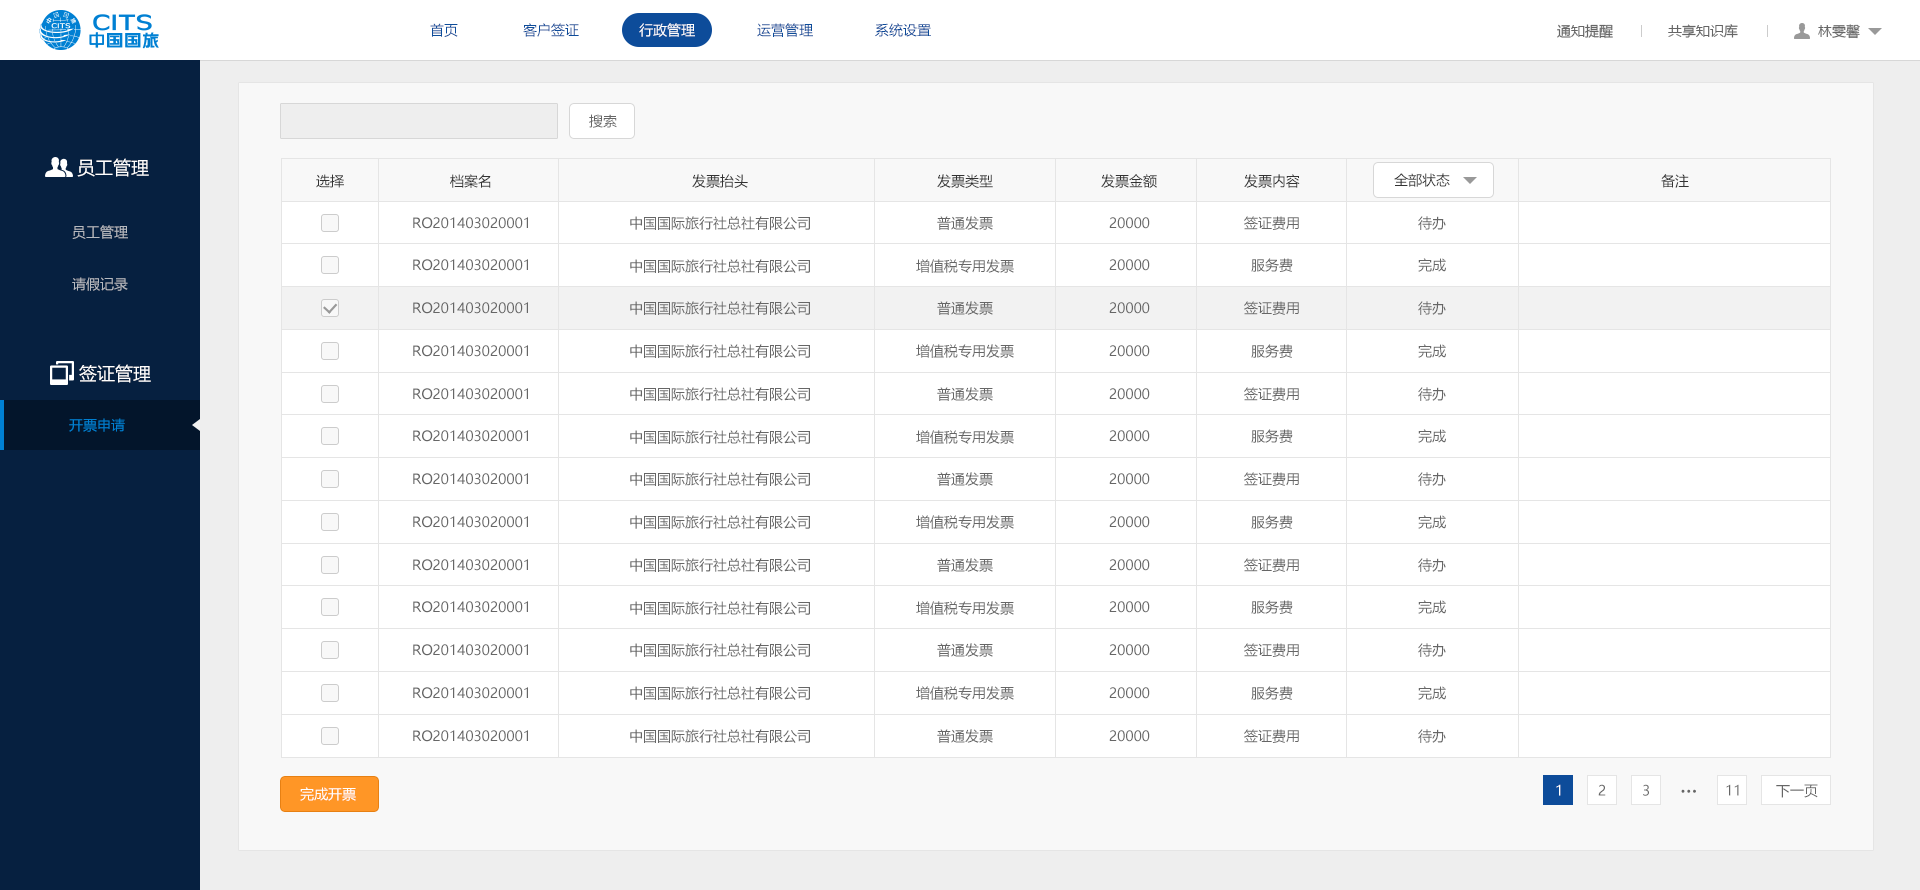 CITS
中国国旅
首页 客户签证 行政管理 运营管理 系统设置 通知提醒 共享知识库 林雯馨
员工管理
员工管理
请假记录
签证管理
开票申请
搜索
选择 档案名 发票抬头 发票类型 发票金额 发票内容 全部状态 备注
RO201403020001 中国国际旅行社总社有限公司 普通发票 20000 签证费用 待办
RO201403020001 中国国际旅行社总社有限公司 增值税专用发票 20000 服务费 完成
RO201403020001 中国国际旅行社总社有限公司 普通发票 20000 签证费用 待办
RO201403020001 中国国际旅行社总社有限公司 增值税专用发票 20000 服务费 完成
RO201403020001 中国国际旅行社总社有限公司 普通发票 20000 签证费用 待办
RO201403020001 中国国际旅行社总社有限公司 增值税专用发票 20000 服务费 完成
RO201403020001 中国国际旅行社总社有限公司 普通发票 20000 签证费用 待办
RO201403020001 中国国际旅行社总社有限公司 增值税专用发票 20000 服务费 完成
RO201403020001 中国国际旅行社总社有限公司 普通发票 20000 签证费用 待办
RO201403020001 中国国际旅行社总社有限公司 增值税专用发票 20000 服务费 完成
RO201403020001 中国国际旅行社总社有限公司 普通发票 20000 签证费用 待办
RO201403020001 中国国际旅行社总社有限公司 增值税专用发票 20000 服务费 完成
RO201403020001 中国国际旅行社总社有限公司 普通发票 20000 签证费用 待办
完成开票
1 2 3 ••• 11 下一页